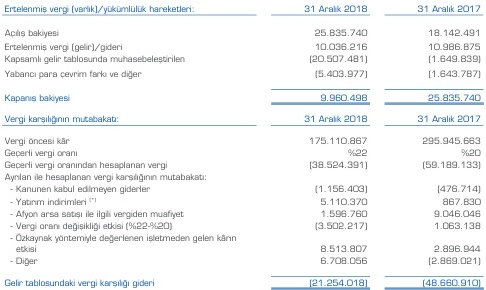 Ertelenmiş vergi (varlık)/yükümlülük hareketleri: 31 Aralık 2018 31 Aralık 2017
Açılış bakiyesi 25.835.740 18.142.491
Ertelenmiş vergi (gelir)/gideri 10.036.216 10.986.875
Kapsamlı gelir tablosunda muhasebeleştirilen (20.507.481) (1.649.839)
Yabancı para çevrim farkı ve diğer (5.403.977) (1.643.787)
Kapanış bakiyesi 9.960.498 25.835.740
Vergi karşılığının mutabakatı: 31 Aralık 2018 31 Aralık 2017
Vergi öncesi kâr 175.110.867 295.945.663
Geçerli vergi oranı %22 %20
Geçerli vergi oranından hesaplanan vergi (38.524.391) (59.189.133)
Ayrılan ile hesaplanan vergi karşılığının mutabakatı:
- Kanunen kabul edilmeyen giderler (1.156.403) (476.714)
- Yatırım indirimleri (*) 5.110.370 867.830
- Afyon arsa satışı ile ilgili vergiden muafiyet 1.596.760 9.046.046
- Vergi oranı değişikliği etkisi (%22-%20) (3.502.217) 1.063.138
- Özkaynak yöntemiyle değerlenen işletmeden gelen kârın
etkisi 8.513.807 2.896.944
- Diğer 6.708.056 (2.869.021)
Gelir tablosundaki vergi karşılığı gideri (21.254.018) (48.660.910)